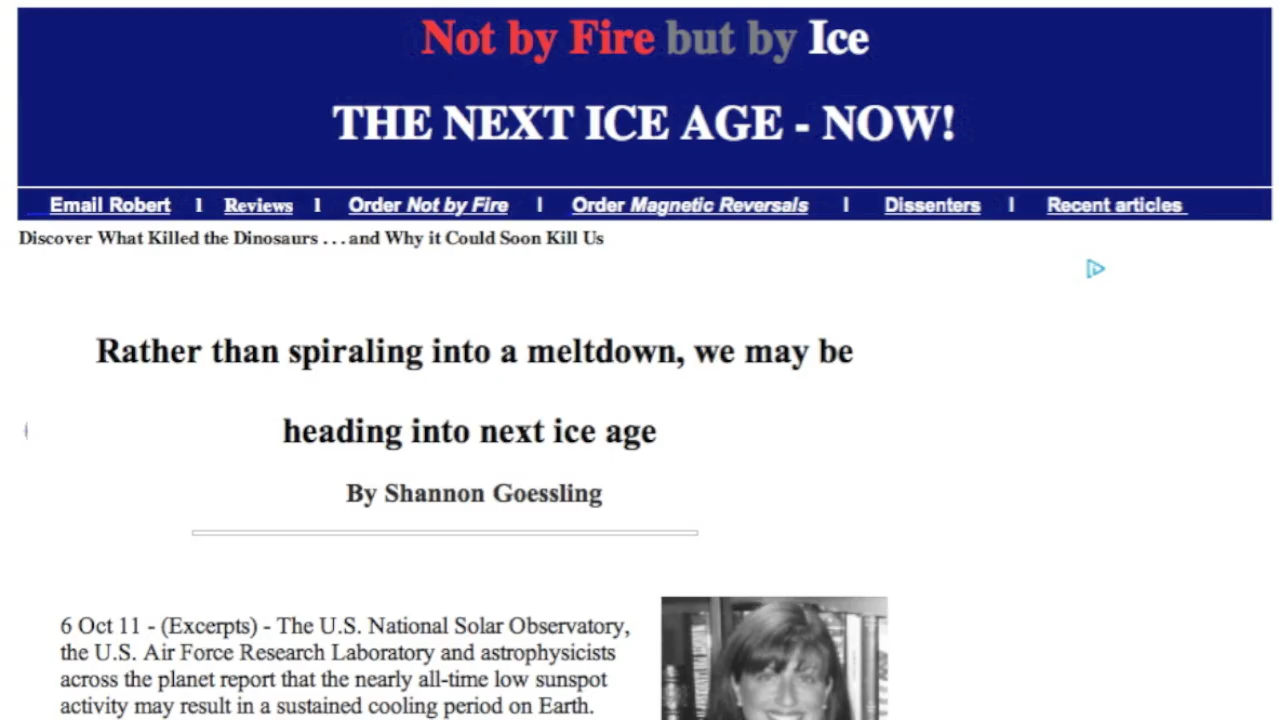 Not by Fire but by Ice
THE NEXT ICE AGE - NOW!
Email Robert l Reviews l Order Not by Fire l Order Magnetic Reversals l Dissenters l Recent articles
Discover What Killed the Dinosaurs . . . and Why it Could Soon Kill Us
Rather than spiraling into a meltdown, we may be
heading into next ice age
By Shannon Goessling
6 Oct 11 - (Excerpts) - The U.S. National Solar Observatory,
the U.S. Air Force Research Laboratory and astrophysicists
across the planet report that the nearly all-time low sunspot
activity may result in a sustained cooling period on Earth.